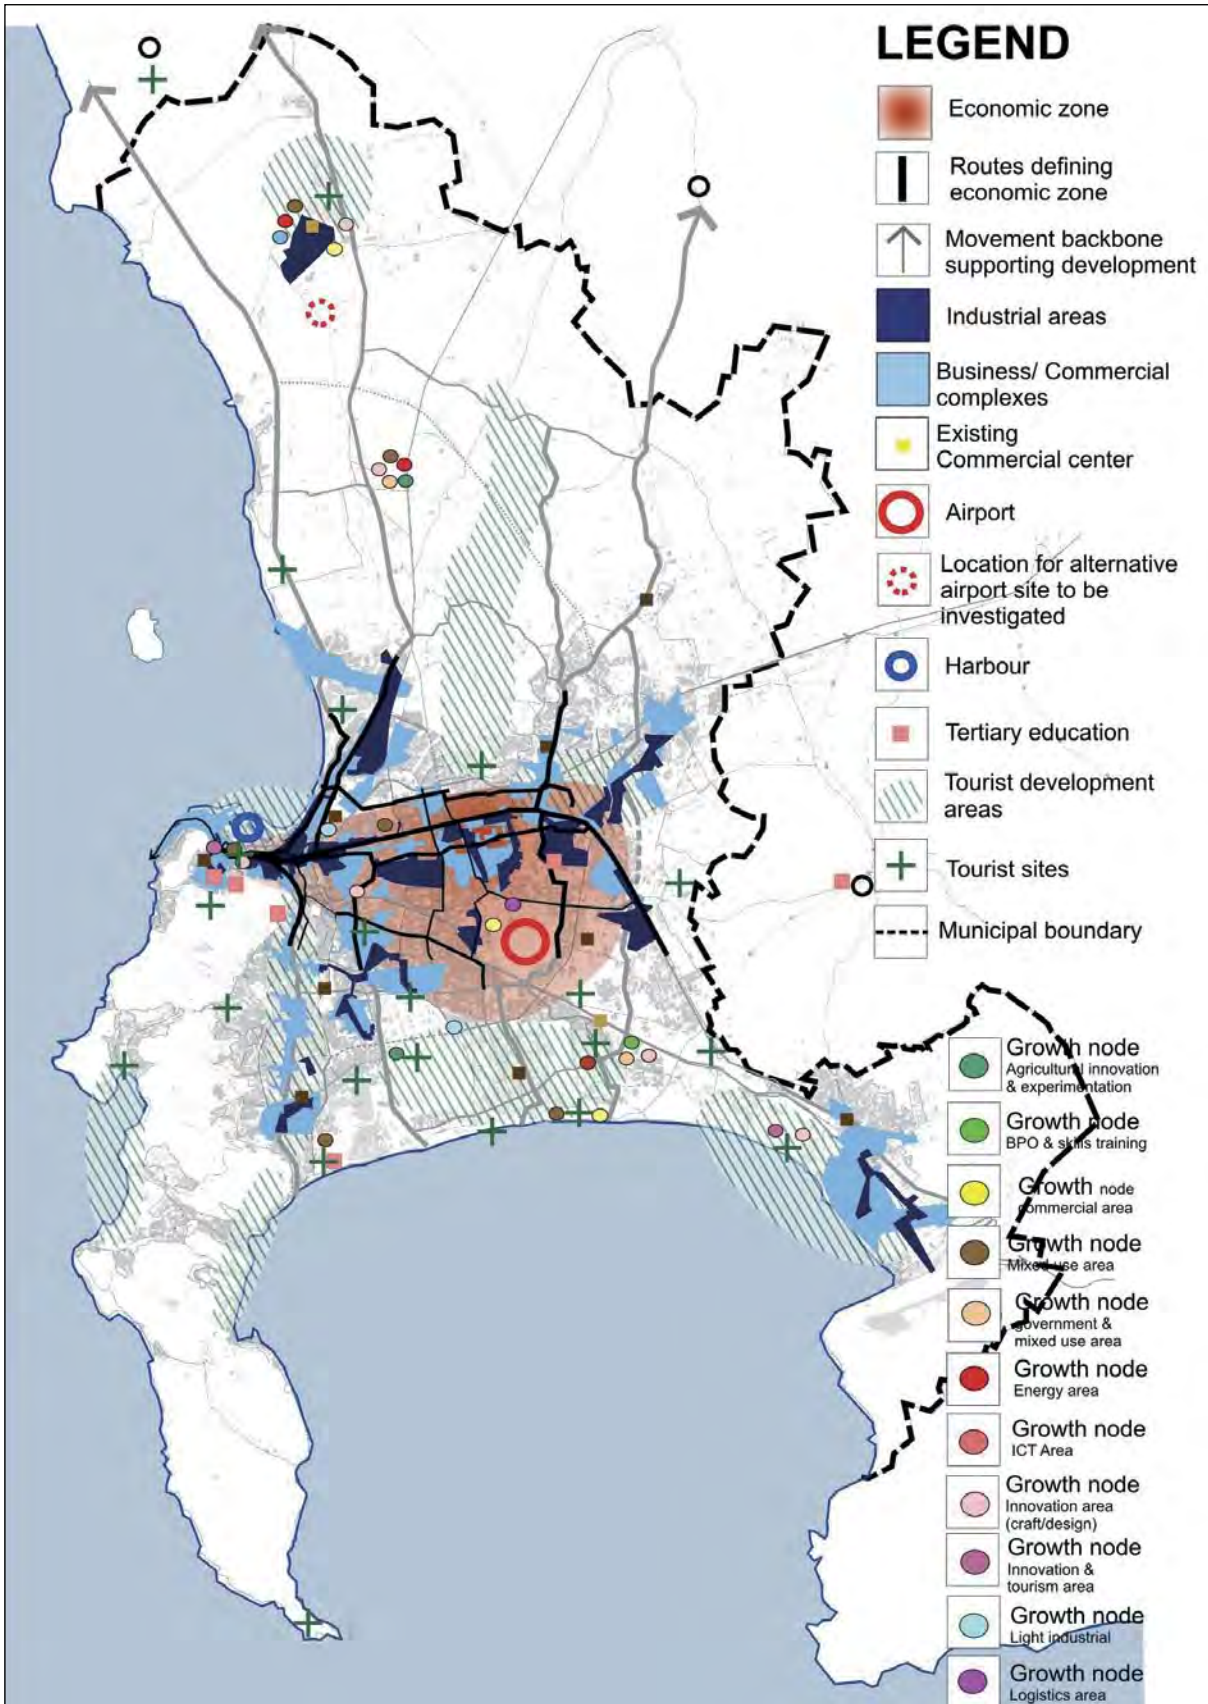 LEGEND
Economic zone
Routes defining
economic zone
Movement backbone
supporting development
Industrial areas
Business/ Commercial
complexes
Existing
Commercial center
Airport
Location for alternative
airport site to be
investigated
Harbour
Tertiary education
Tourist development
areas
Tourist sites
Municipal boundary
Growth node
Agricultural innovation
& experimentation
Growth node
BPO & skills training
Growth node
commercial area
Growth node
Mixed use area
Growth node
government &
mixed use area
Growth node
Energy area
Growth node
ICT Area
Growth node
Innovation area
(craft/design)
Growth node
Innovation &
tourism area
Growth node
Light industrial
Growth node
Logistics area